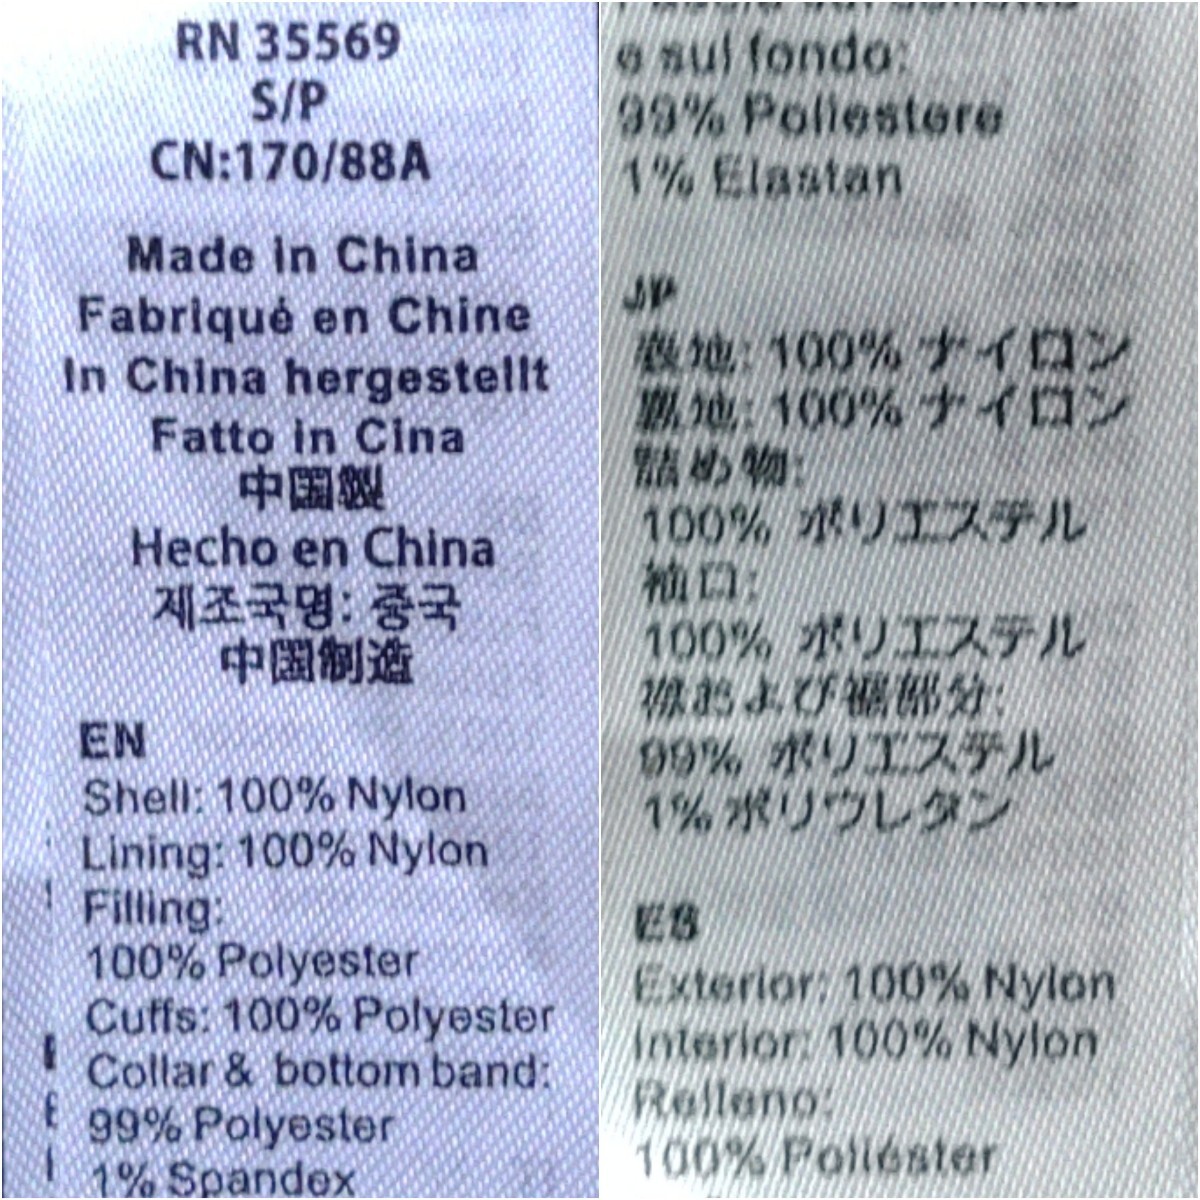 RN 35569
S/P
CN:170/88A
Made in China
Fabriqué en Chine
In China hergestellt
Fatto in Cina
中国製
Hecho en China
제조국명: 중국
中国制造
EN
Shell: 100% Nylon
Lining: 100% Nylon
Filling:
100% Polyester
Cuffs: 100% Polyester
Collar & bottom band:
99% Polyester
1% Spandex
e sul fondo:
99% Poliestere
1% Elastan
JP
表地: 100% ナイロン
裏地: 100% ナイロン
詰め物:
100% ポリエステル
袖口:
100% ポリエステル
襟および裾部分:
99% ポリエステル
1% ポリウレタン
ES
Exterior: 100% Nylon
Interior: 100% Nylon
Relleno:
100% Poliéster